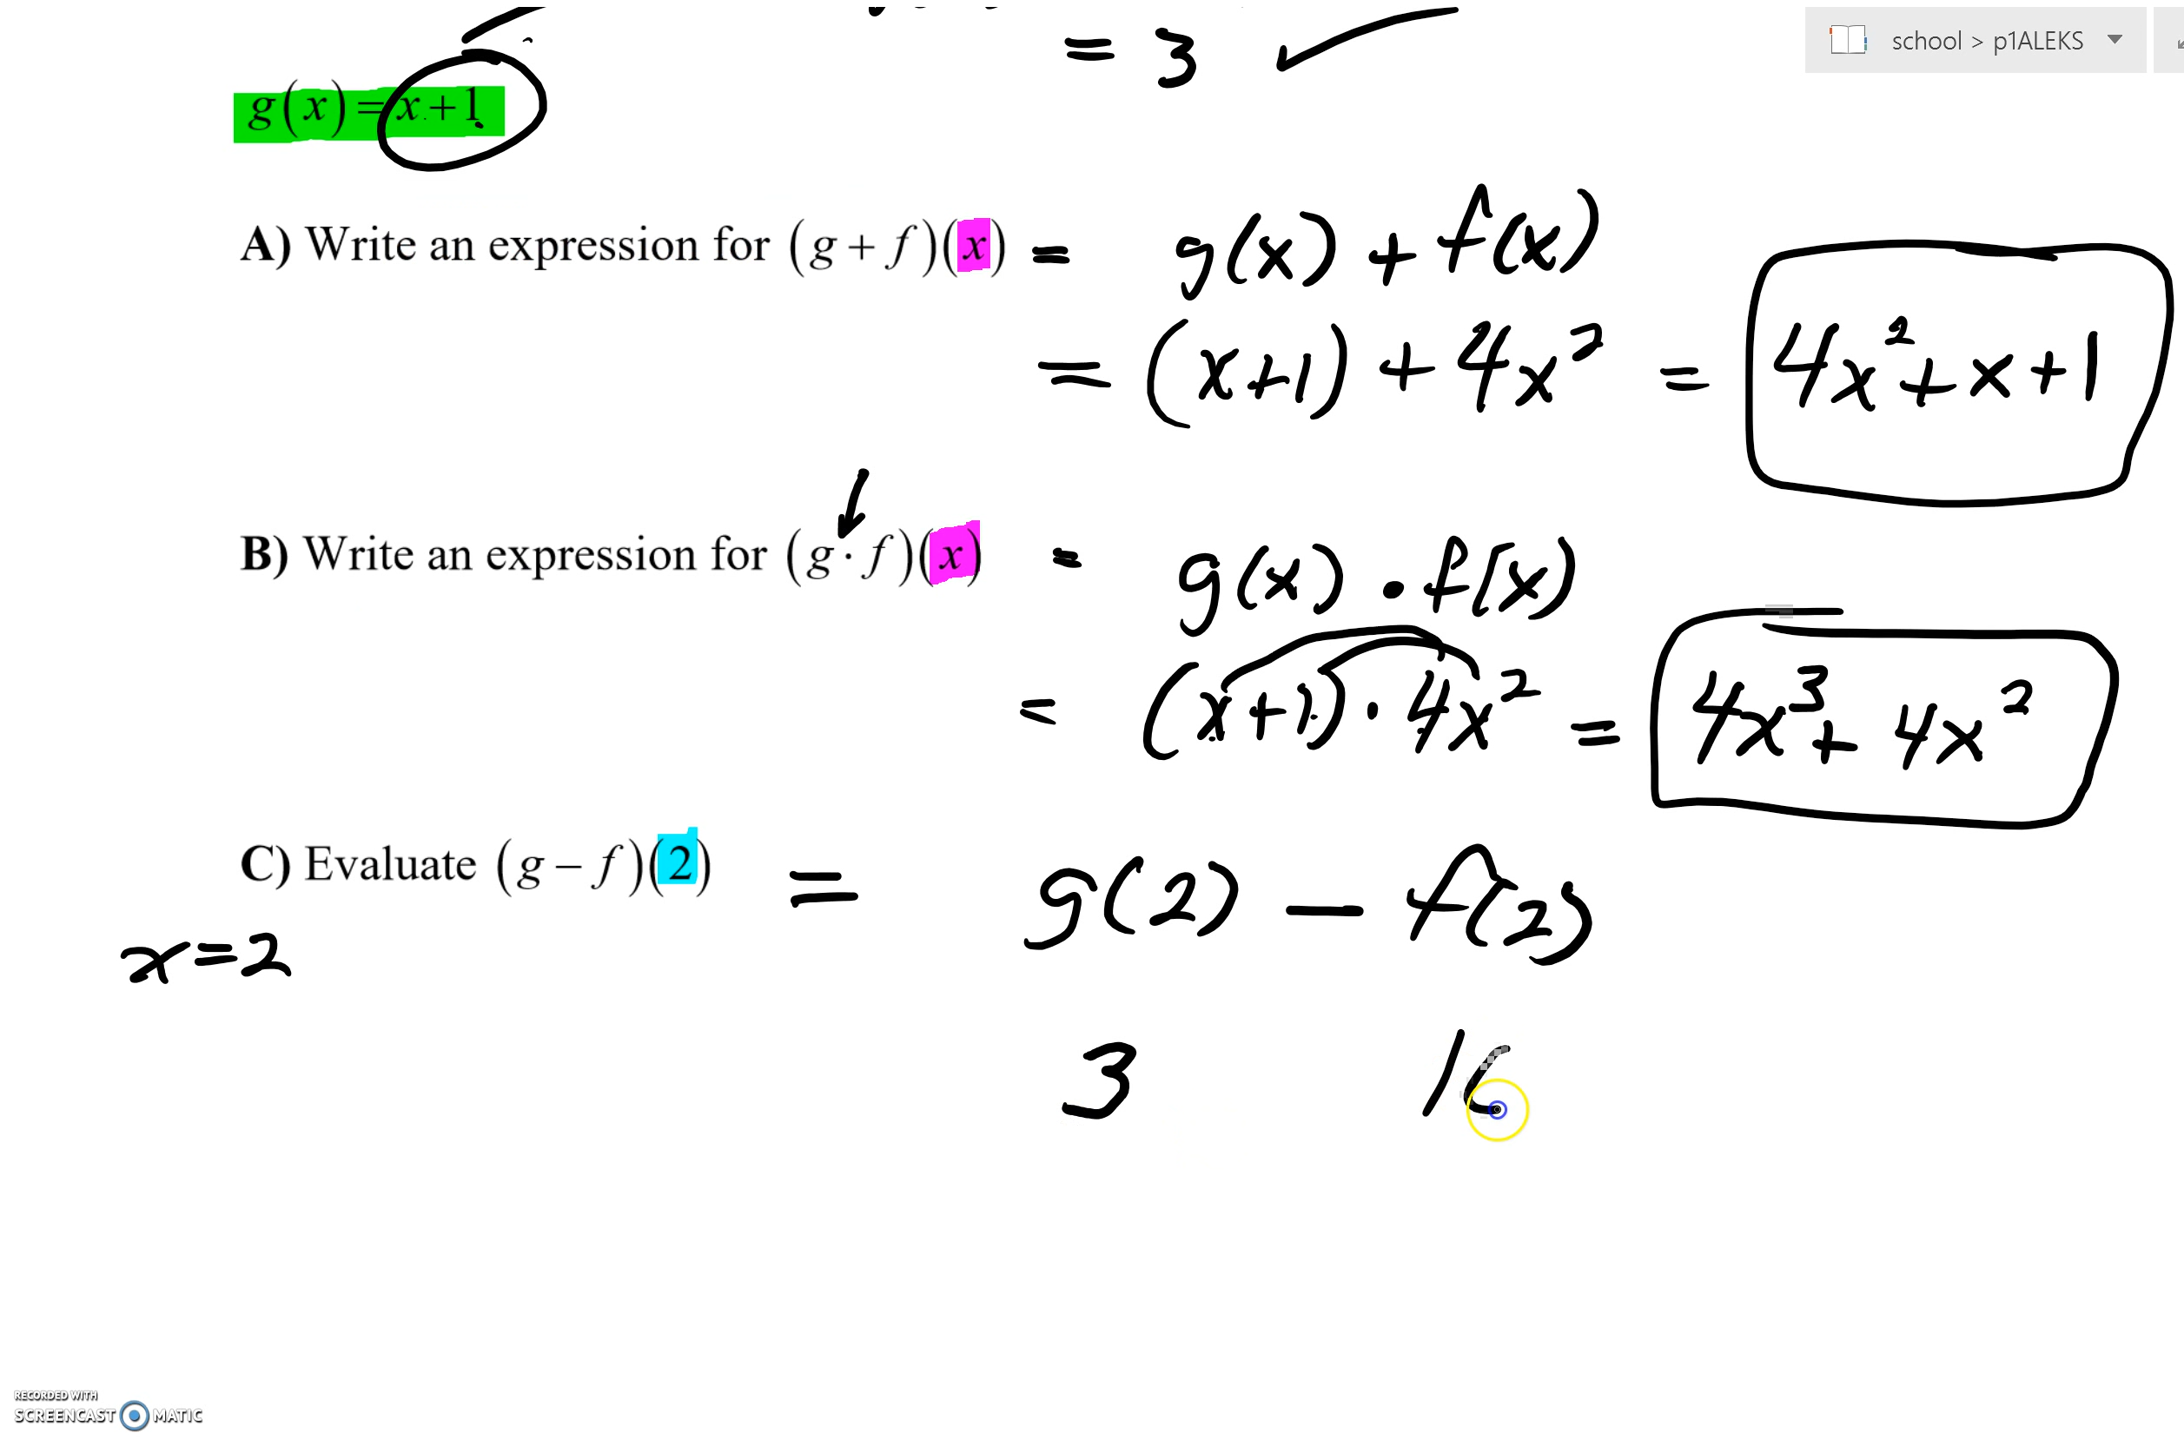 = 3 ✓
school > p1ALEKS
g(x) = x+1
A) Write an expression for (g + f)(x) = g(x) + f(x)
= (x+1) + 4x² = 4x² + x + 1
B) Write an expression for (g · f)(x) = g(x) · f(x)
= (x+1) · 4x² = 4x³ + 4x²
C) Evaluate (g − f)(2) = g(2) − f(2)
x = 2
3 16
RECORDED WITH
SCREENCAST MATIC